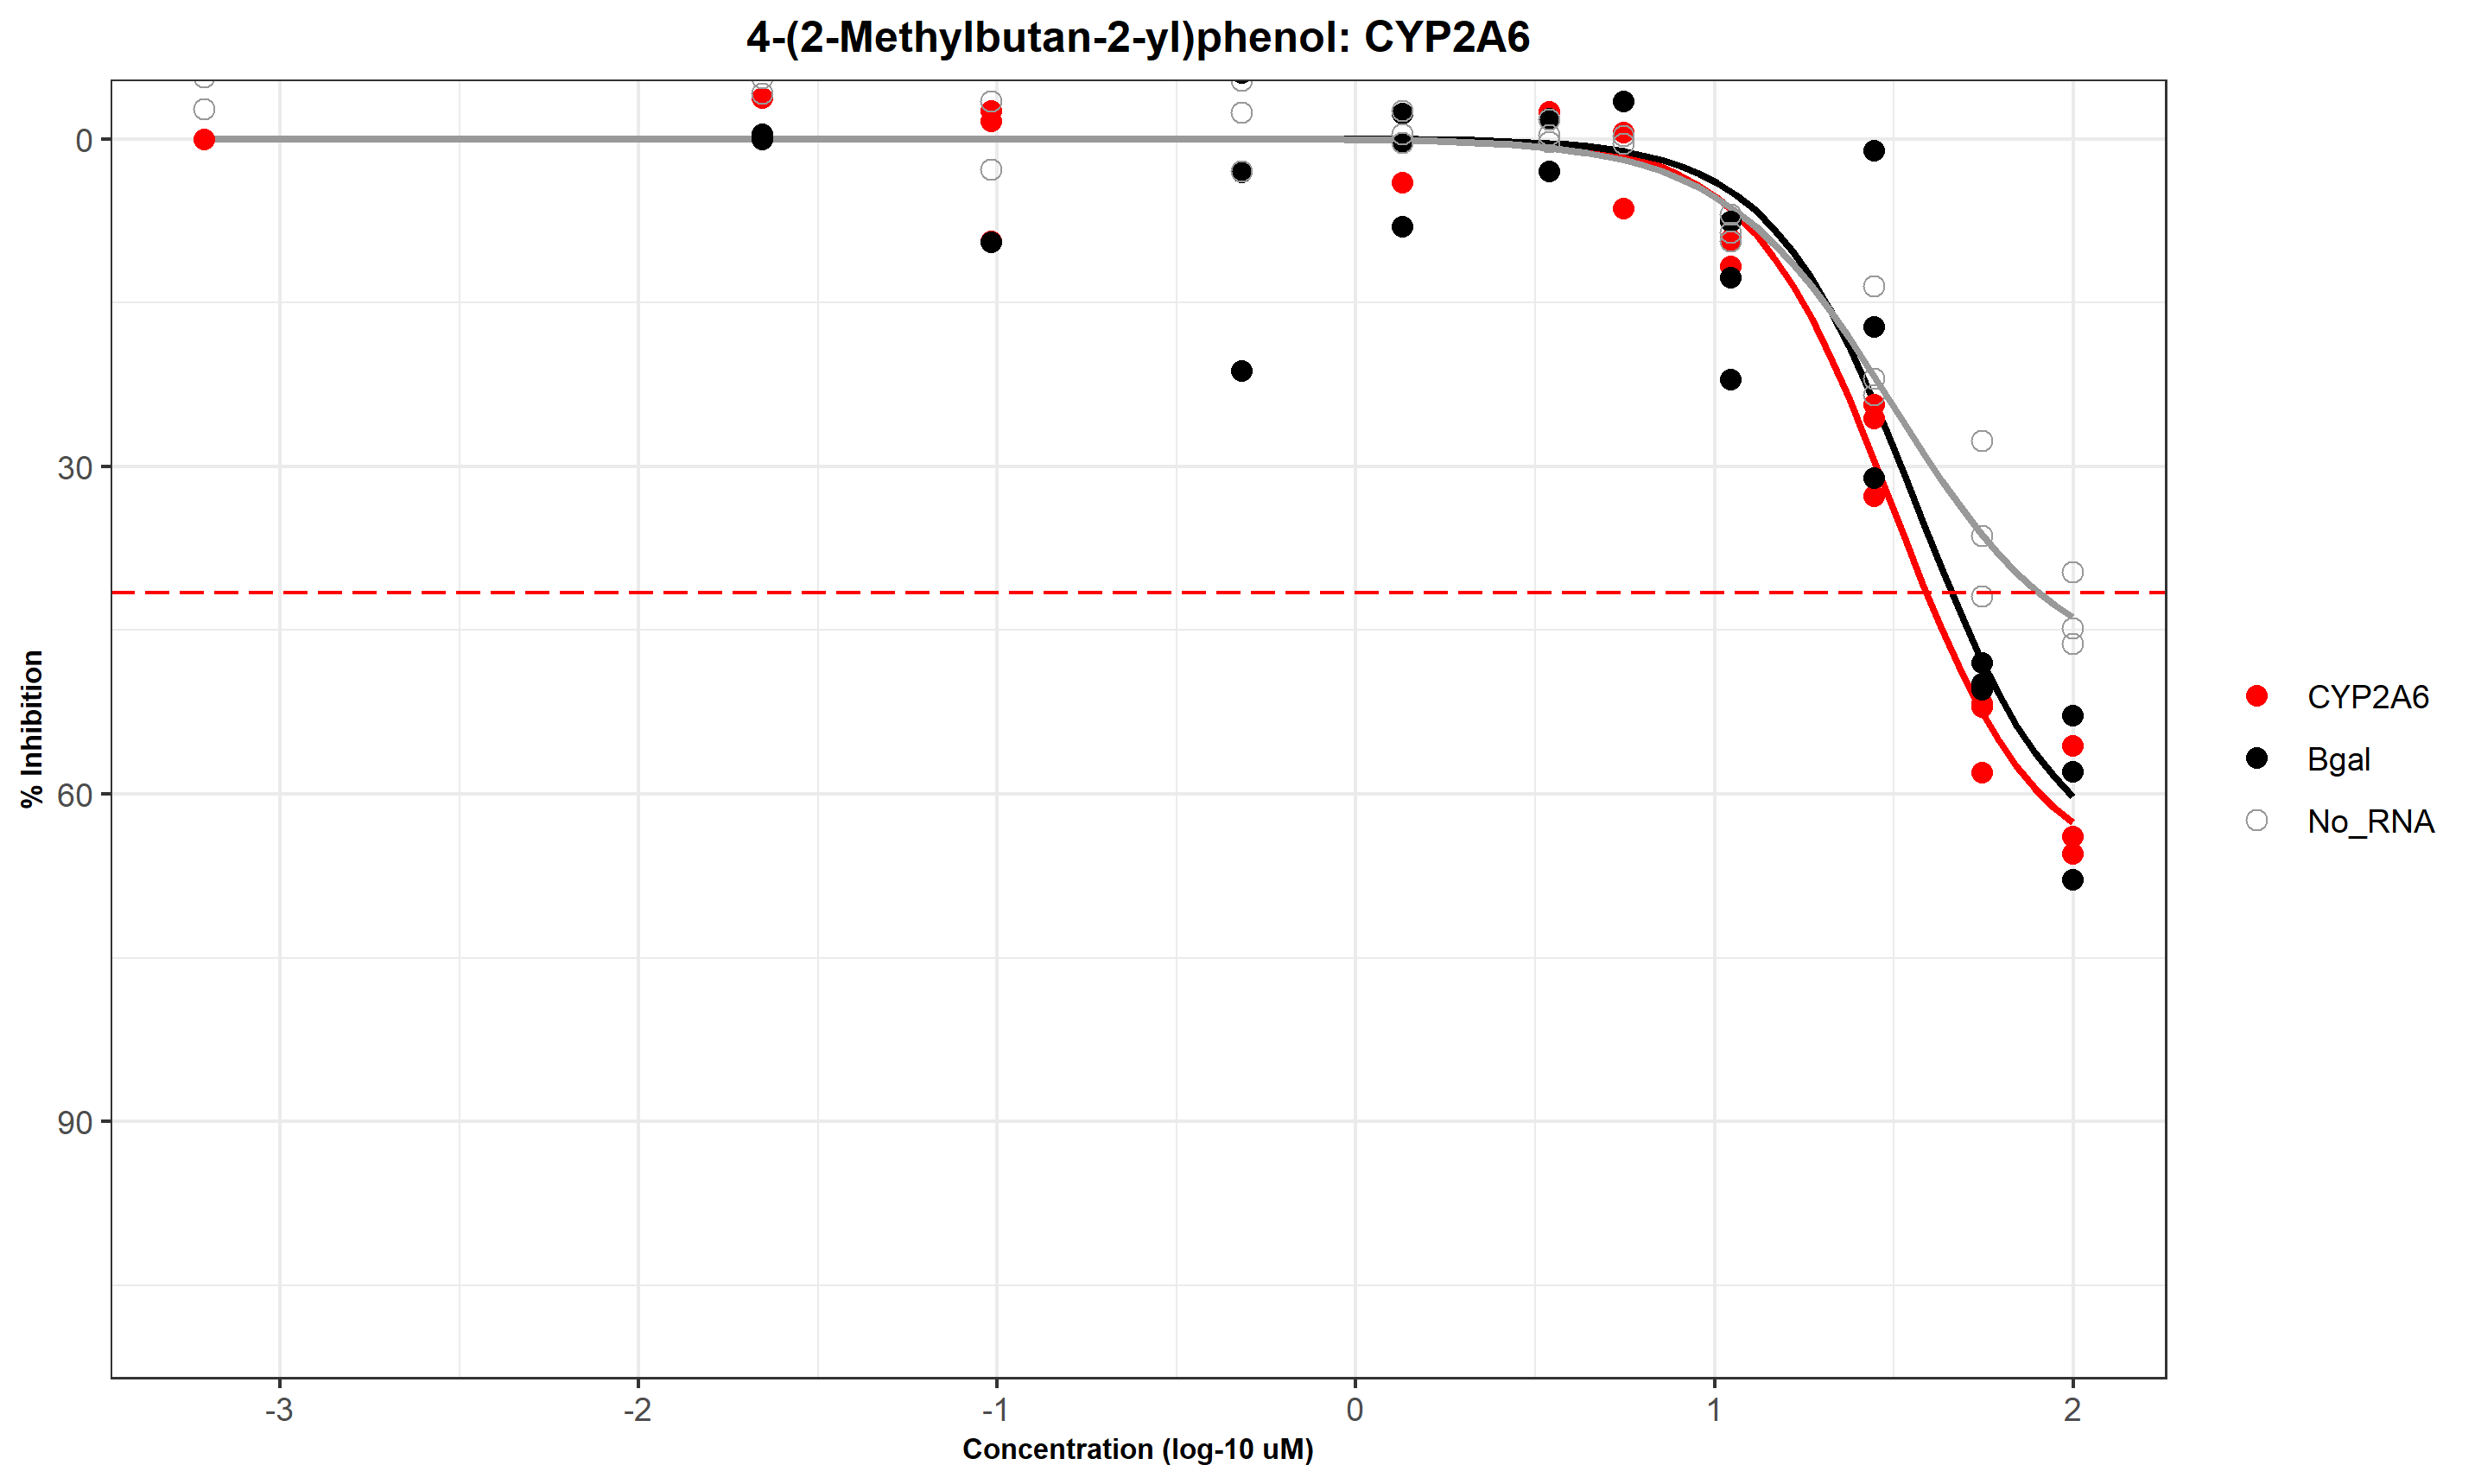 4-(2-Methylbutan-2-yl)phenol: CYP2A6
0
30
60
90
% Inhibition
-3
-2
-1
0
1
2
Concentration (log-10 uM)
CYP2A6
Bgal
No_RNA